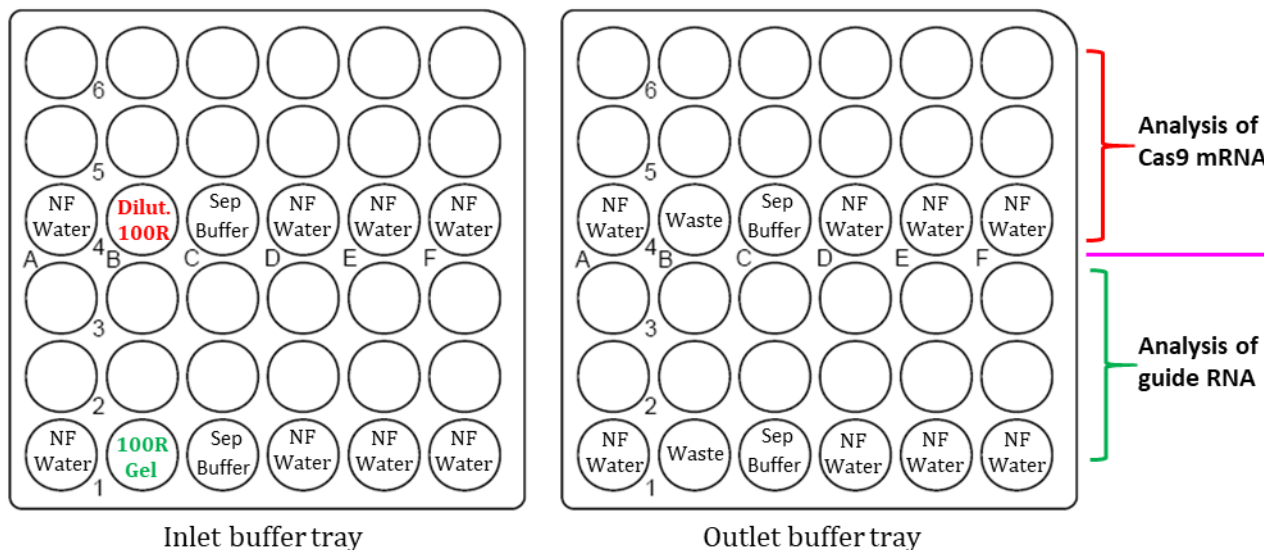 6
5
NF Water
Dilut. 100R
Sep Buffer
NF Water
NF Water
NF Water
4
A B C D E F
3
2
NF Water
100R Gel
Sep Buffer
NF Water
NF Water
NF Water
1
Inlet buffer tray
6
5
NF Water
Waste
Sep Buffer
NF Water
NF Water
NF Water
4
A B C D E F
3
2
NF Water
Waste
Sep Buffer
NF Water
NF Water
NF Water
1
Outlet buffer tray
Analysis of
Cas9 mRNA
Analysis of
guide RNA